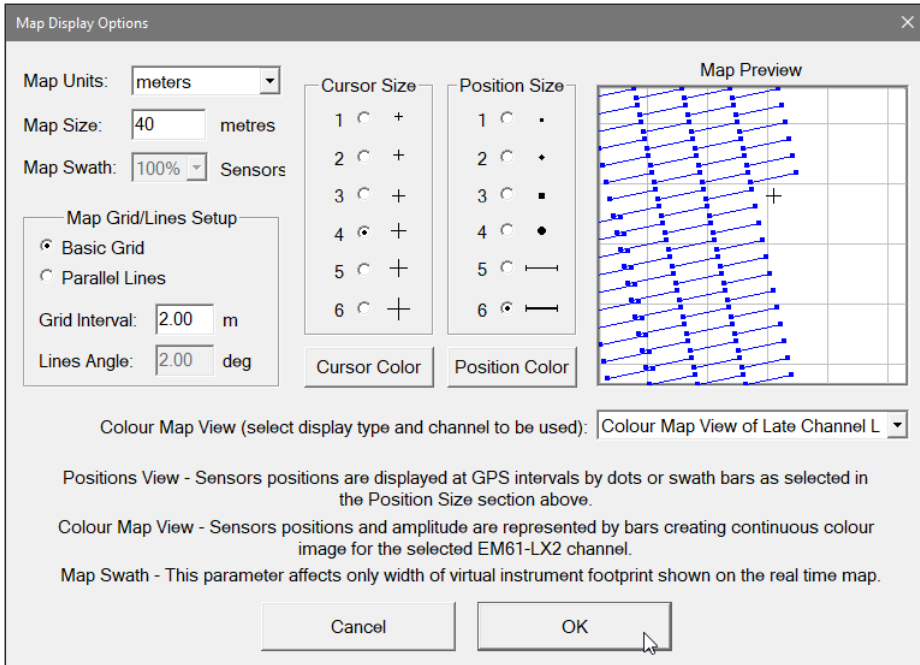 Map Display Options
Map Units: meters
Map Size: 40 metres
Map Swath: 100% Sensors
Map Grid/Lines Setup
Basic Grid
Parallel Lines
Grid Interval: 2.00 m
Lines Angle: 2.00 deg
Cursor Size
1
2
3
4
5
6
Cursor Color
Position Size
1
2
3
4
5
6
Position Color
Map Preview
Colour Map View (select display type and channel to be used): Colour Map View of Late Channel L
Positions View - Sensors positions are displayed at GPS intervals by dots or swath bars as selected in
the Position Size section above.
Colour Map View - Sensors positions and amplitude are represented by bars creating continuous colour
image for the selected EM61-LX2 channel.
Map Swath - This parameter affects only width of virtual instrument footprint shown on the real time map.
Cancel
OK